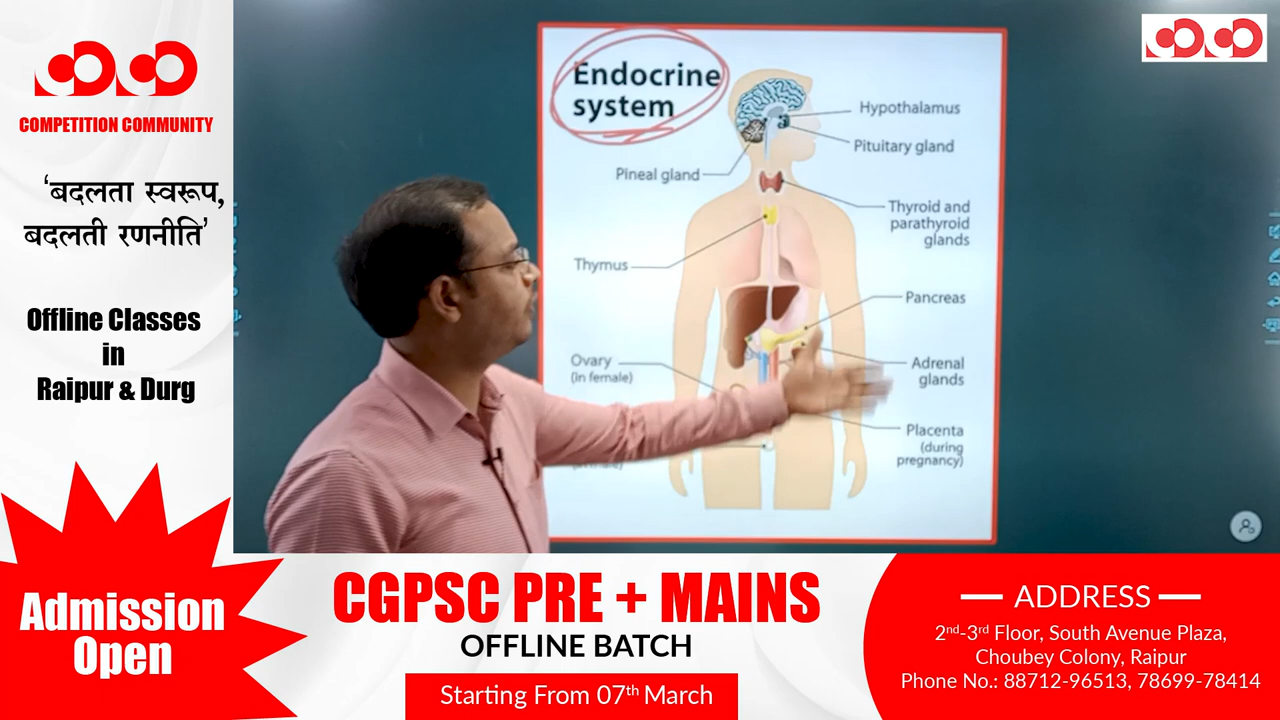 COMPETITION COMMUNITY
‘बदलता स्वरूप,
बदलती रणनीति’
Offline Classes
in
Raipur & Durg
Admission
Open
Endocrine
system
Hypothalamus
Pituitary gland
Pineal gland
Thyroid and
parathyroid
glands
Thymus
Pancreas
Ovary
(in female)
Adrenal
glands
Placenta
(during
pregnancy)
CGPSC PRE + MAINS
OFFLINE BATCH
Starting From 07th March
ADDRESS
2nd-3rd Floor, South Avenue Plaza,
Choubey Colony, Raipur
Phone No.: 88712-96513, 78699-78414